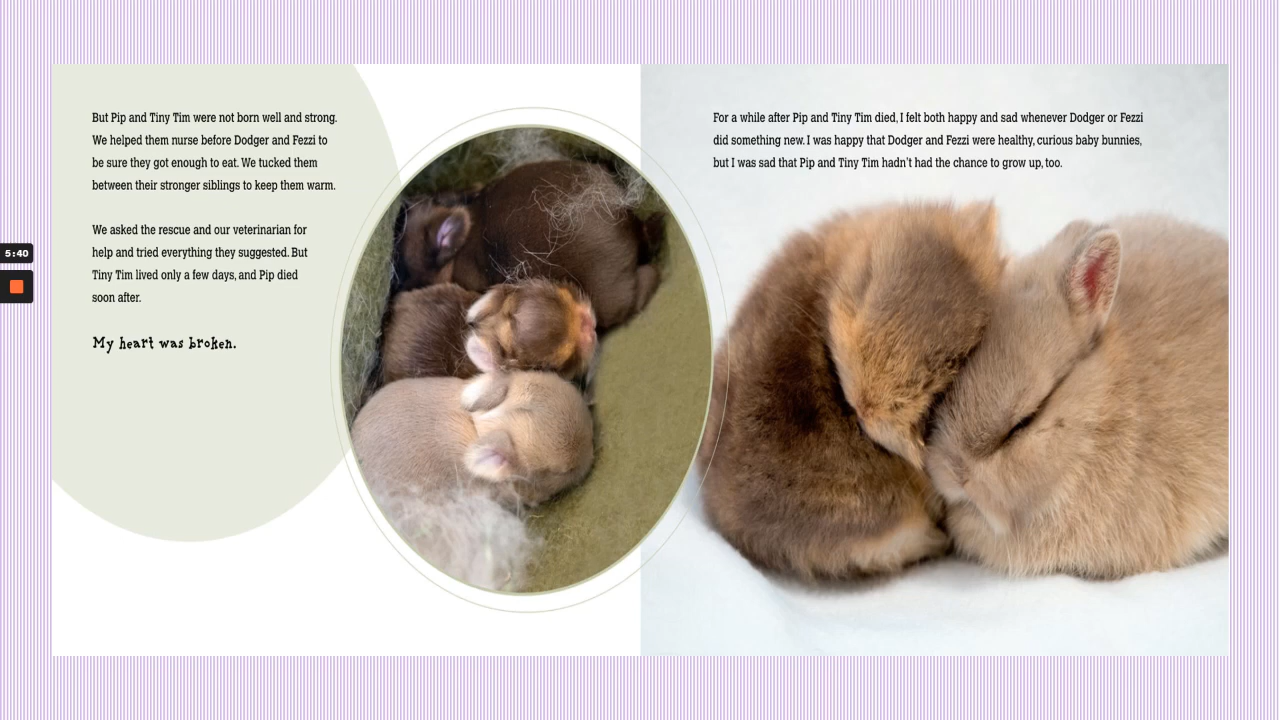 But Pip and Tiny Tim were not born well and strong.
We helped them nurse before Dodger and Fezzi to
be sure they got enough to eat. We tucked them
between their stronger siblings to keep them warm.
We asked the rescue and our veterinarian for
help and tried everything they suggested. But
Tiny Tim lived only a few days, and Pip died
soon after.
My heart was broken.
For a while after Pip and Tiny Tim died, I felt both happy and sad whenever Dodger or Fezzi
did something new. I was happy that Dodger and Fezzi were healthy, curious baby bunnies,
but I was sad that Pip and Tiny Tim hadn't had the chance to grow up, too.
5:40